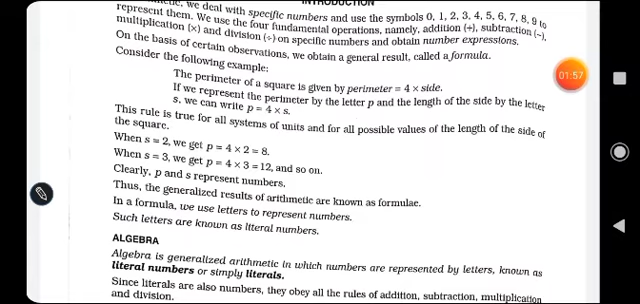 INTRODUCTION
we deal with specific numbers and use the symbols 0, 1, 2, 3, 4, 5, 6, 7, 8, 9 to
represent them. We use the four fundamental operations, namely, addition (+), subtraction (−),
multiplication (×) and division (÷) on specific numbers and obtain number expressions.
On the basis of certain observations, we obtain a general result, called a formula.
Consider the following example:
The perimeter of a square is given by perimeter = 4 × side.
If we represent the perimeter by the letter p and the length of the side by the letter
s, we can write p = 4 × s.
This rule is true for all systems of units and for all possible values of the length of the side of
the square.
When s = 2, we get p = 4 × 2 = 8.
When s = 3, we get p = 4 × 3 = 12, and so on.
Clearly, p and s represent numbers.
Thus, the generalized results of arithmetic are known as formulae.
In a formula, we use letters to represent numbers.
Such letters are known as literal numbers.
ALGEBRA
Algebra is generalized arithmetic in which numbers are represented by letters, known as
literal numbers or simply literals.
Since literals are also numbers, they obey all the rules of addition, subtraction, multiplication
and division.
01:57